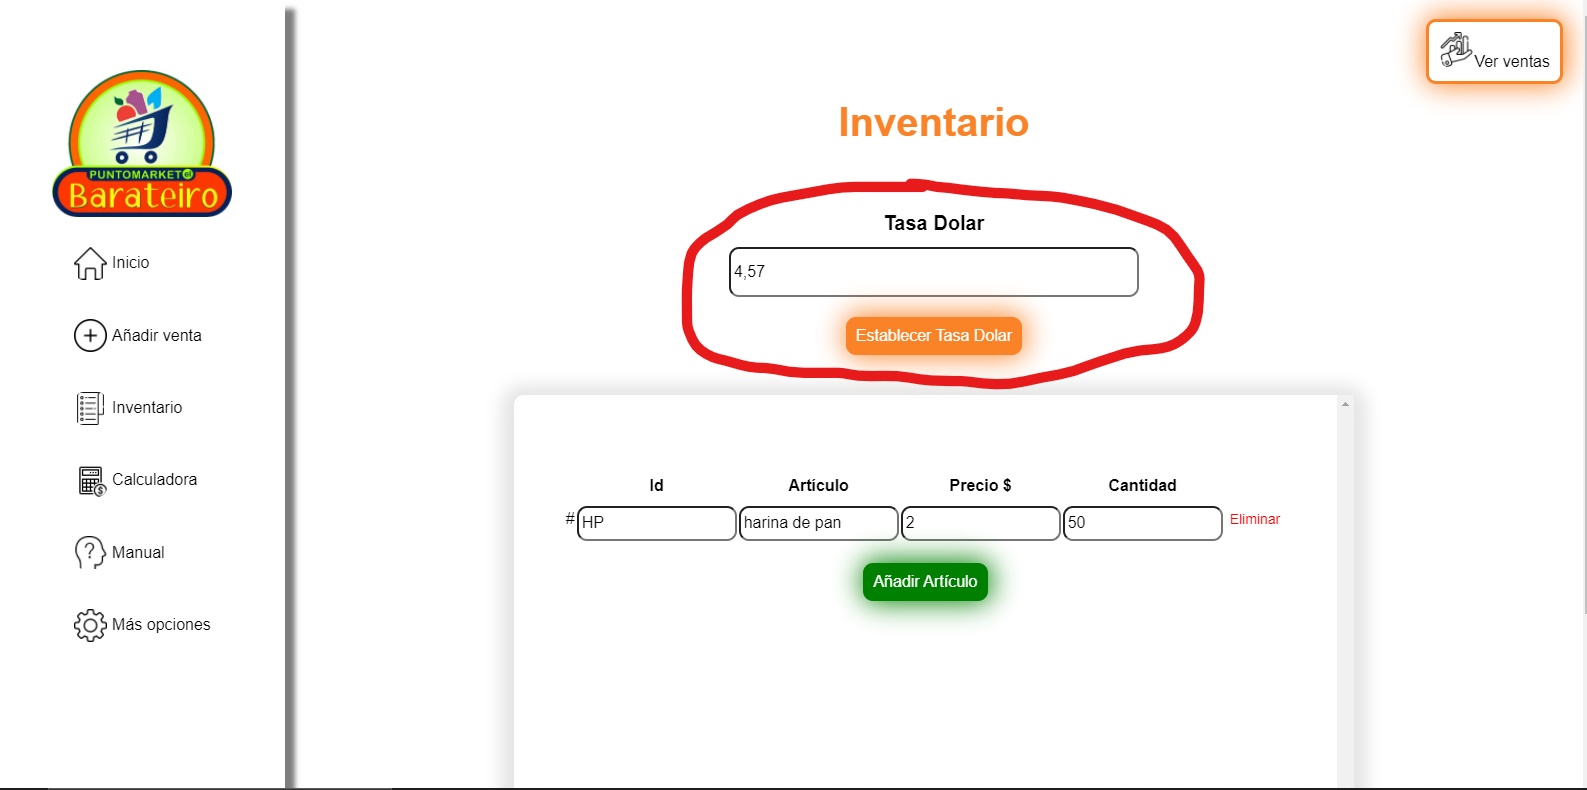 Ver ventas
PUNTOMARKET el
Barateiro
Inicio
Añadir venta
Inventario
Calculadora
Manual
Más opciones
Inventario
Tasa Dolar
4,57
Establecer Tasa Dolar
Id Artículo Precio $ Cantidad
# HP harina de pan 2 50 Eliminar
Añadir Artículo